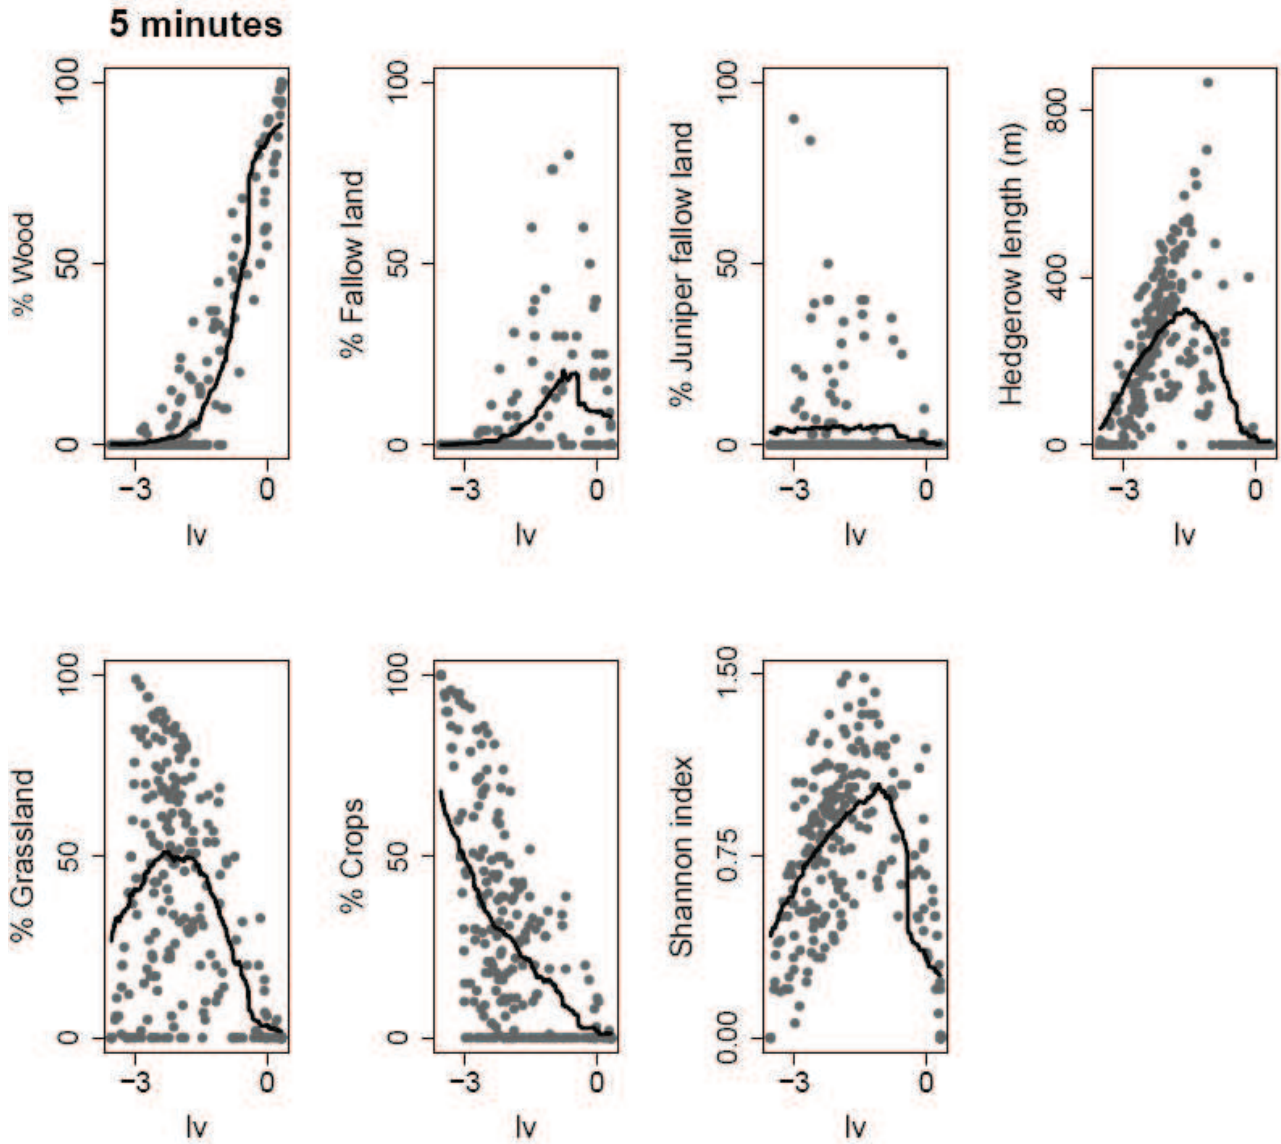 5 minutes
% Wood
100
50
0
−3 0
lv
% Fallow land
100
50
0
−3 0
lv
% Juniper fallow land
100
50
0
−3 0
lv
Hedgerow length (m)
800
400
0
−3 0
lv
% Grassland
100
50
0
−3 0
lv
% Crops
100
50
0
−3 0
lv
Shannon index
1.50
0.75
0.00
−3 0
lv